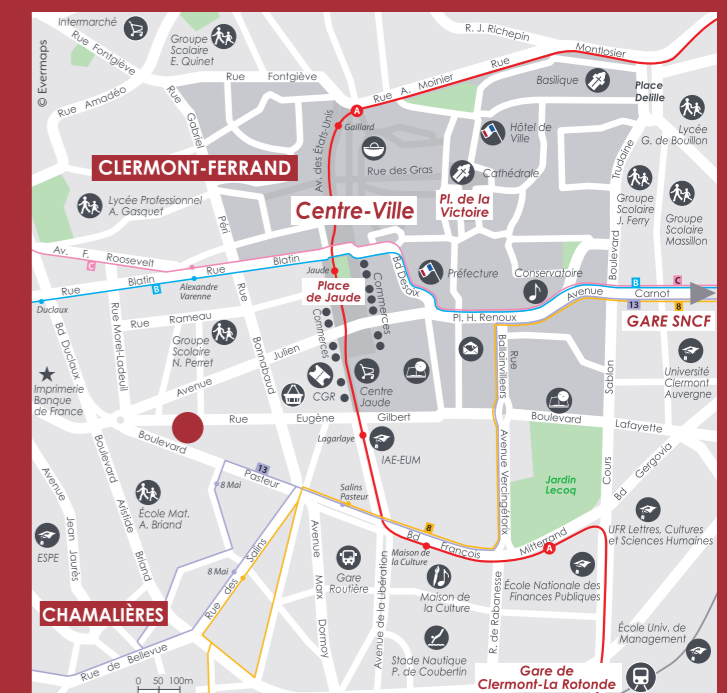 Intermarché
Groupe
Scolaire
E. Quinet
Rue Fontgiève
© Evermaps
Rue Amadéo
Rue Gabriel
Péri
Rue Fontgiève
R. J. Richepin
Montlosier
Rue
Rue A. Moinier
A
Gaillard
Av. des États-Unis
Basilique
Place
Delille
Hôtel de
Ville
Lycée
G. de Bouillon
Trudaine
Boulevard
CLERMONT-FERRAND
Rue des Gras
Cathédrale
Centre-Ville
Pl. de la
Victoire
Groupe
Scolaire
J. Ferry
Groupe
Scolaire
Massillon
Lycée Professionnel
A. Gasquet
Av. F. Roosevelt
C
Rue Blatin
Rue Blatin
B
Alexandre
Varenne
Duclaux
Jaude
Place
de Jaude
Commerces
Commerces
Bd Desaix
Préfecture
Conservatoire
Avenue Carnot
B
C
13
8
GARE SNCF
Pl. H. Renoux
Bd Duclaux
Rue Morel-Ladeuil
Rue Rameau
Groupe
Scolaire
N. Perret
Avenue Julien
Bonnabaud
CGR
Centre
Jaude
Rue
Ballainvilliers
Sablon
Cours
Université
Clermont
Auvergne
Imprimerie
Banque
de France
Rue Eugène Gilbert
Boulevard Lafayette
Lagarlaye
IAE-EUM
Boulevard
Pasteur
13
8 Mai
Salins
Pasteur
Avenue Vercingétorix
Jardin
Lecoq
Bd Gergovia
Boulevard
Aristide
Briand
École Mat.
A. Briand
Avenue
Jean Jaurès
ESPE
8
Bd François Mitterrand
A
Maison de
la Culture
UFR Lettres, Cultures
et Sciences Humaines
8 Mai
Rue des Salins
Avenue
Marx
Dormoy
Gare
Routière
Avenue de la Libération
Maison de
la Culture
R. de Rabanesse
École Nationale des
Finances Publiques
CHAMALIÈRES
Rue de Bellevue
Stade Nautique
P. de Coubertin
École Univ. de
Management
Gare de
Clermont-La Rotonde
0 50 100m